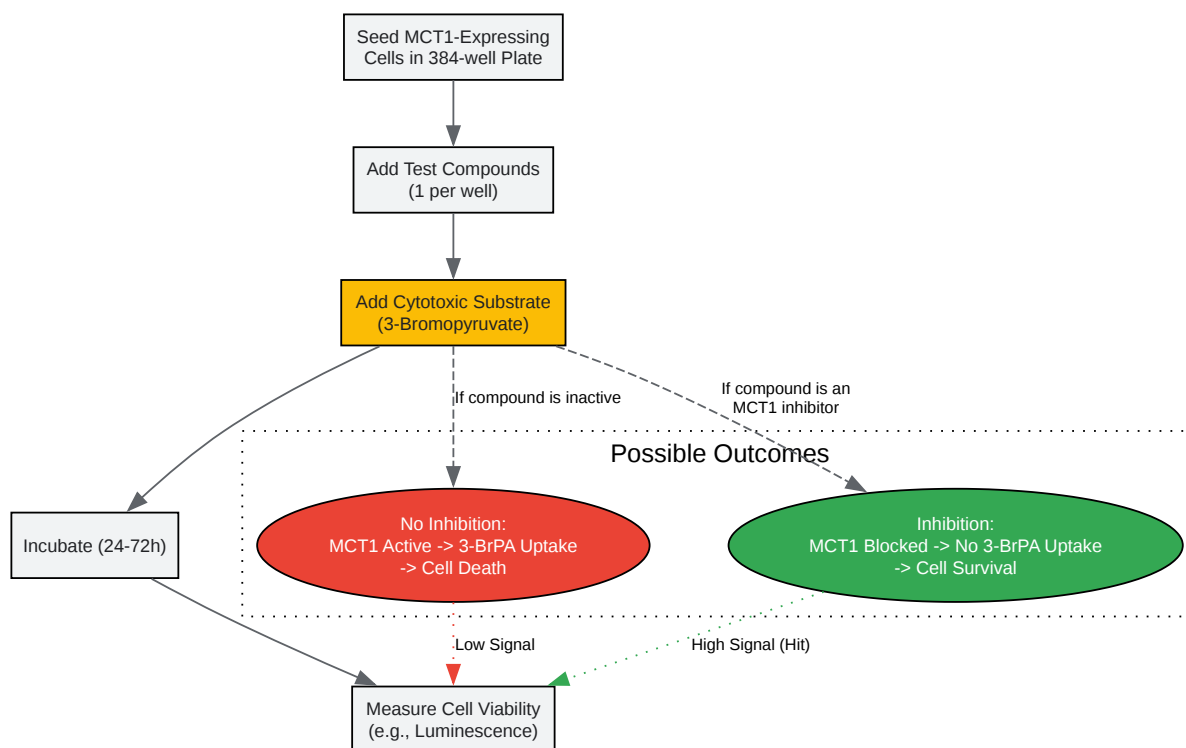 Seed MCT1-Expressing
Cells in 384-well Plate
Add Test Compounds
(1 per well)
Add Cytotoxic Substrate
(3-Bromopyruvate)
If compound is inactive
If compound is an
MCT1 inhibitor
Possible Outcomes
Incubate (24-72h)
No Inhibition:
MCT1 Active -> 3-BrPA Uptake
-> Cell Death
Inhibition:
MCT1 Blocked -> No 3-BrPA Uptake
-> Cell Survival
Low Signal
High Signal (Hit)
Measure Cell Viability
(e.g., Luminescence)